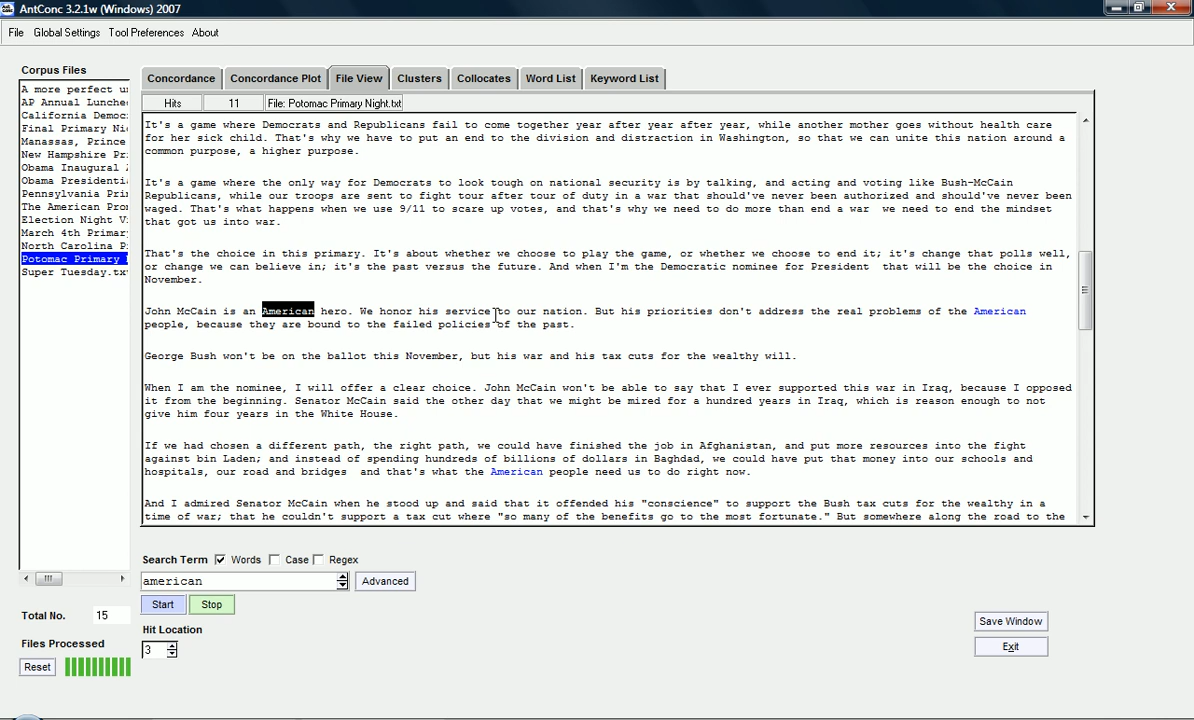 AntConc 3.2.1w (Windows) 2007
File Global Settings Tool Preferences About
Corpus Files
A more perfect u
AP Annual Lunche
California Democ
Final Primary Ni
Manassas, Prince
New Hampshire Pr
Obama Inaugural
Obama Presidenti
Pennsylvania Pri
The American Pro
Election Night V
March 4th Primar
North Carolina P
Potomac Primary
Super Tuesday.tx
Total No. 15
Files Processed
Reset
Concordance Concordance Plot File View Clusters Collocates Word List Keyword List
Hits 11 File: Potomac Primary Night.txt
It's a game where Democrats and Republicans fail to come together year after year after year, while another mother goes without health care
for her sick child. That's why we have to put an end to the division and distraction in Washington, so that we can unite this nation around a
common purpose, a higher purpose.
It's a game where the only way for Democrats to look tough on national security is by talking, and acting and voting like Bush-McCain
Republicans, while our troops are sent to fight tour after tour of duty in a war that should've never been authorized and should've never been
waged. That's what happens when we use 9/11 to scare up votes, and that's why we need to do more than end a war we need to end the mindset
that got us into war.
That's the choice in this primary. It's about whether we choose to play the game, or whether we choose to end it; it's change that polls well,
or change we can believe in; it's the past versus the future. And when I'm the Democratic nominee for President that will be the choice in
November.
John McCain is an American hero. We honor his service to our nation. But his priorities don't address the real problems of the American
people, because they are bound to the failed policies of the past.
George Bush won't be on the ballot this November, but his war and his tax cuts for the wealthy will.
When I am the nominee, I will offer a clear choice. John McCain won't be able to say that I ever supported this war in Iraq, because I opposed
it from the beginning. Senator McCain said the other day that we might be mired for a hundred years in Iraq, which is reason enough to not
give him four years in the White House.
If we had chosen a different path, the right path, we could have finished the job in Afghanistan, and put more resources into the fight
against bin Laden; and instead of spending hundreds of billions of dollars in Baghdad, we could have put that money into our schools and
hospitals, our road and bridges and that's what the American people need us to do right now.
And I admired Senator McCain when he stood up and said that it offended his "conscience" to support the Bush tax cuts for the wealthy in a
time of war; that he couldn't support a tax cut where "so many of the benefits go to the most fortunate." But somewhere along the road to the
Search Term Words Case Regex
american Advanced
Start Stop
Hit Location
3
Save Window
Exit